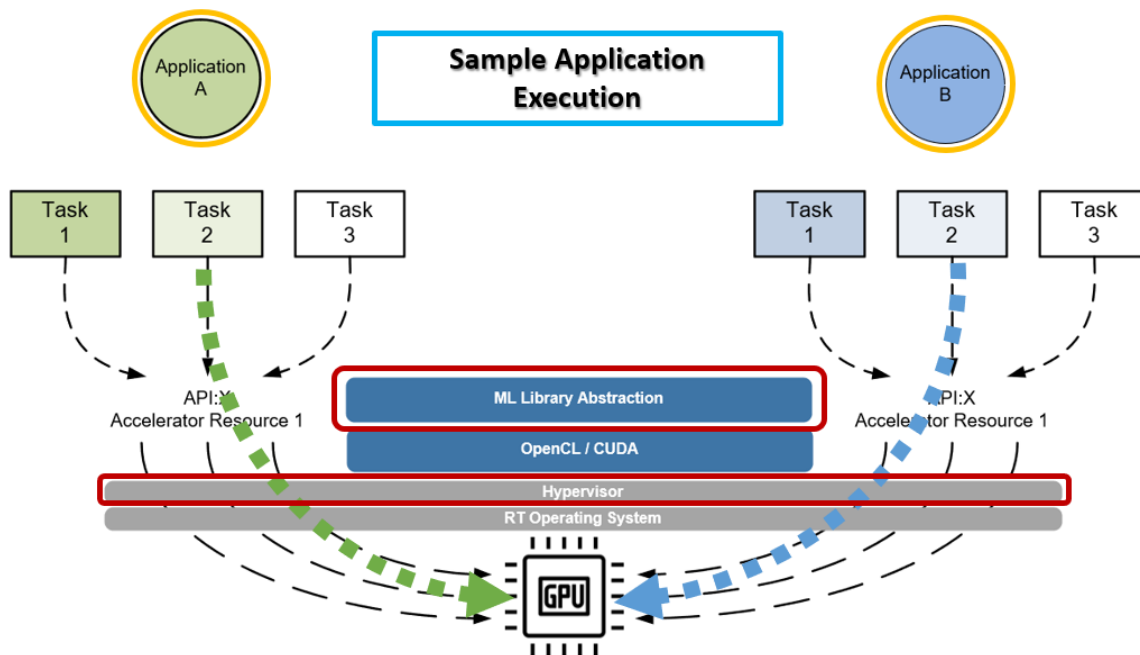 Application
A
Sample Application
Execution
Application
B
Task
1
Task
2
Task
3
Task
1
Task
2
Task
3
API:X
Accelerator Resource 1
ML Library Abstraction
OpenCL / CUDA
API:X
Accelerator Resource 1
Hypervisor
RT Operating System
GPU